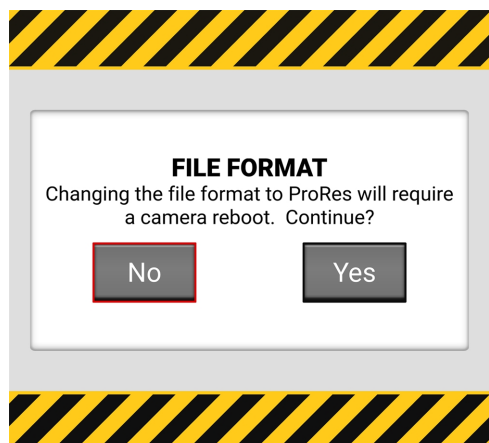 FILE FORMAT
Changing the file format to ProRes will require
a camera reboot.  Continue?
No
Yes